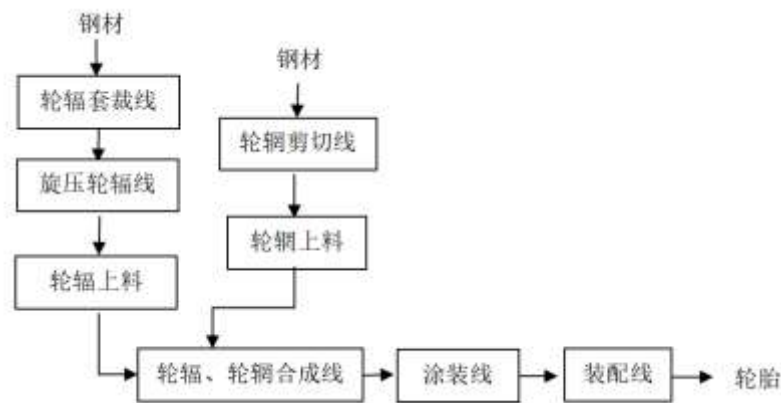 钢材
轮辐套裁线
旋压轮辐线
轮辐上料
钢材
轮辋剪切线
轮辋上料
轮辐、轮辋合成线
涂装线
装配线
轮胎